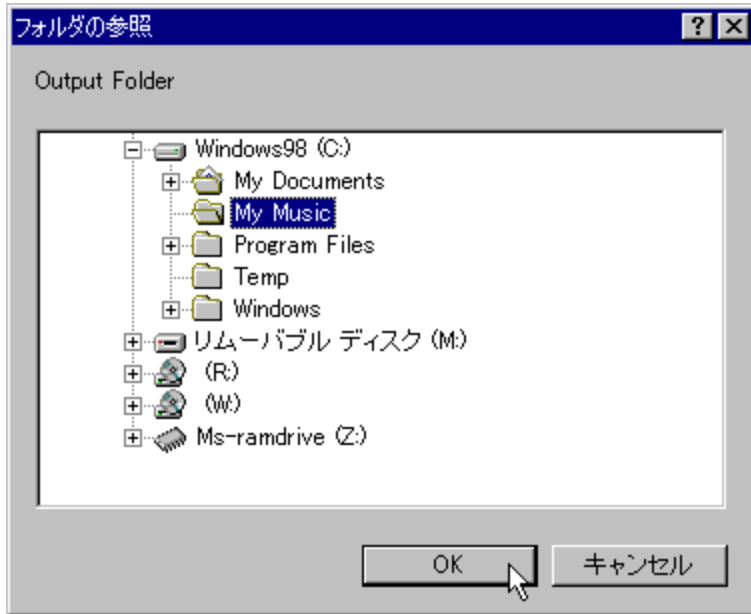 フォルダの参照
Output Folder
Windows98 (C:)
My Documents
My Music
Program Files
Temp
Windows
リムーバブル ディスク (M:)
(R:)
(W:)
Ms-ramdrive (Z:)
OK キャンセル